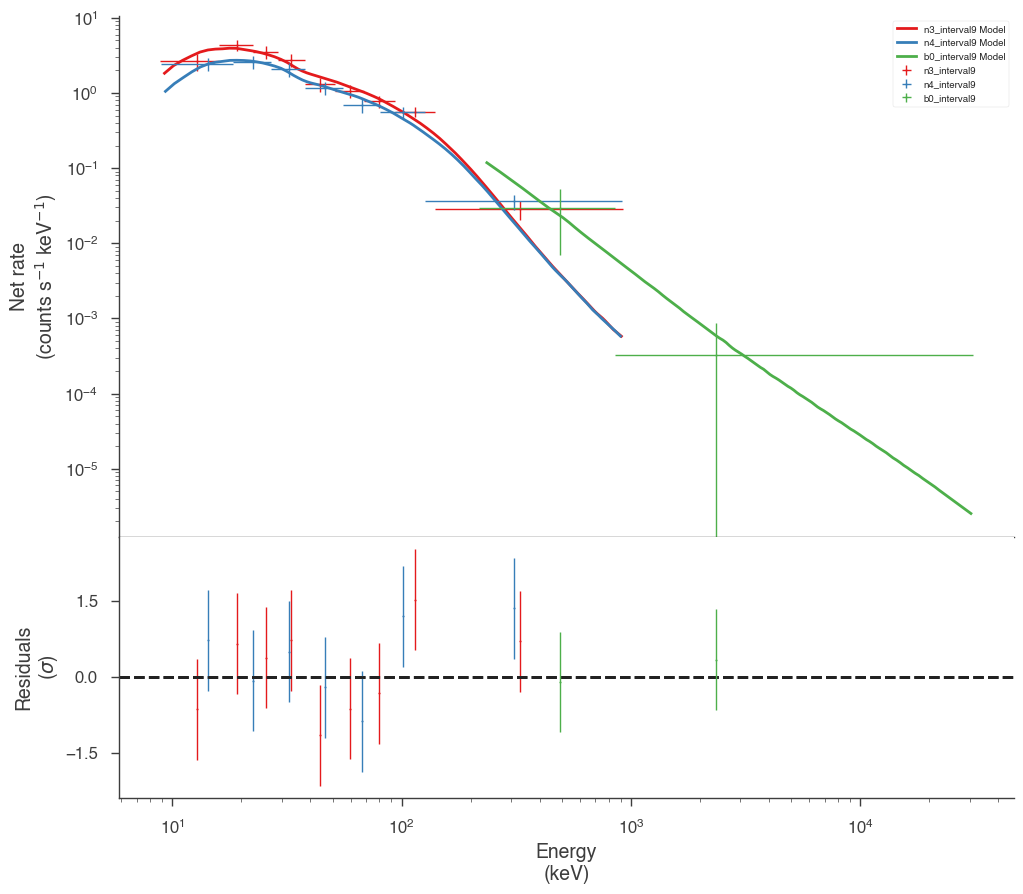 n3_interval9 Model
n4_interval9 Model
b0_interval9 Model
n3_interval9
n4_interval9
b0_interval9
10¹
10⁰
10⁻¹
10⁻²
10⁻³
10⁻⁴
10⁻⁵
Net rate
(counts s⁻¹ keV⁻¹)
1.5
0.0
−1.5
Residuals
(σ)
10¹
10²
10³
10⁴
Energy
(keV)